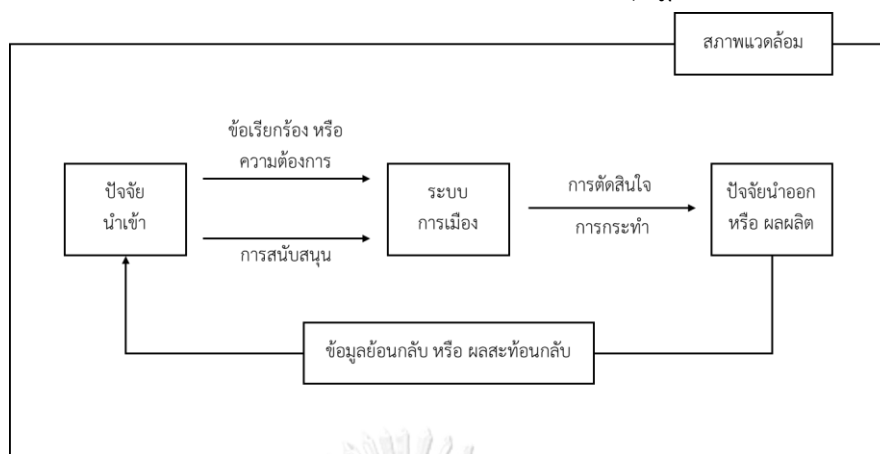 สภาพแวดล้อม
ข้อเรียกร้อง หรือ
ความต้องการ
ปัจจัย
นำเข้า
การสนับสนุน
ระบบ
การเมือง
การตัดสินใจ
การกระทำ
ปัจจัยนำออก
หรือ ผลผลิต
ข้อมูลย้อนกลับ หรือ ผลสะท้อนกลับ